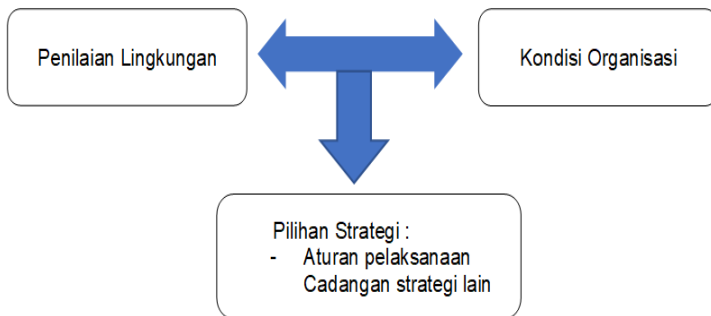 Penilaian Lingkungan
Kondisi Organisasi
Pilihan Strategi :
- Aturan pelaksanaan
Cadangan strategi lain